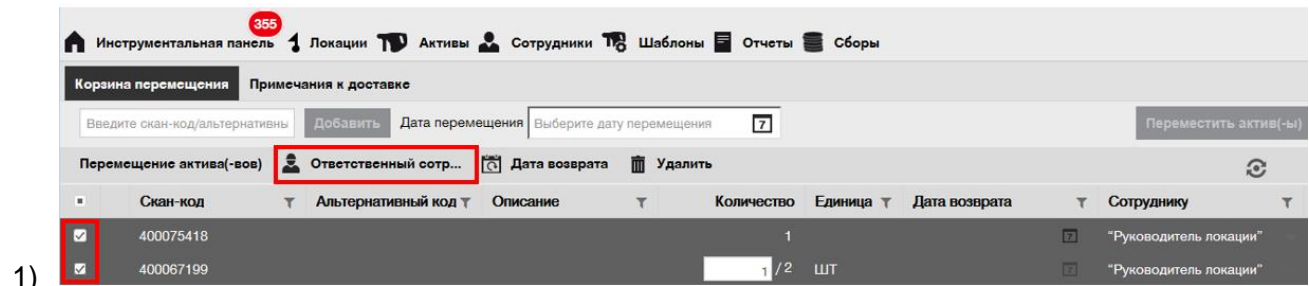 355
Инструментальная панель Локации Активы Сотрудники Шаблоны Отчеты Сборы
Корзина перемещения Примечания к доставке
Введите скан-код/альтернативны Добавить Дата перемещения Выберите дату перемещения 7 Переместить актив(-ы)
Перемещение актива(-вов) Ответственный сотр... Дата возврата Удалить
Скан-код Альтернативный код Описание Количество Единица Дата возврата Сотруднику
400075418 1 7 "Руководитель локации"
1) 400067199 1 / 2 ШТ 7 "Руководитель локации"